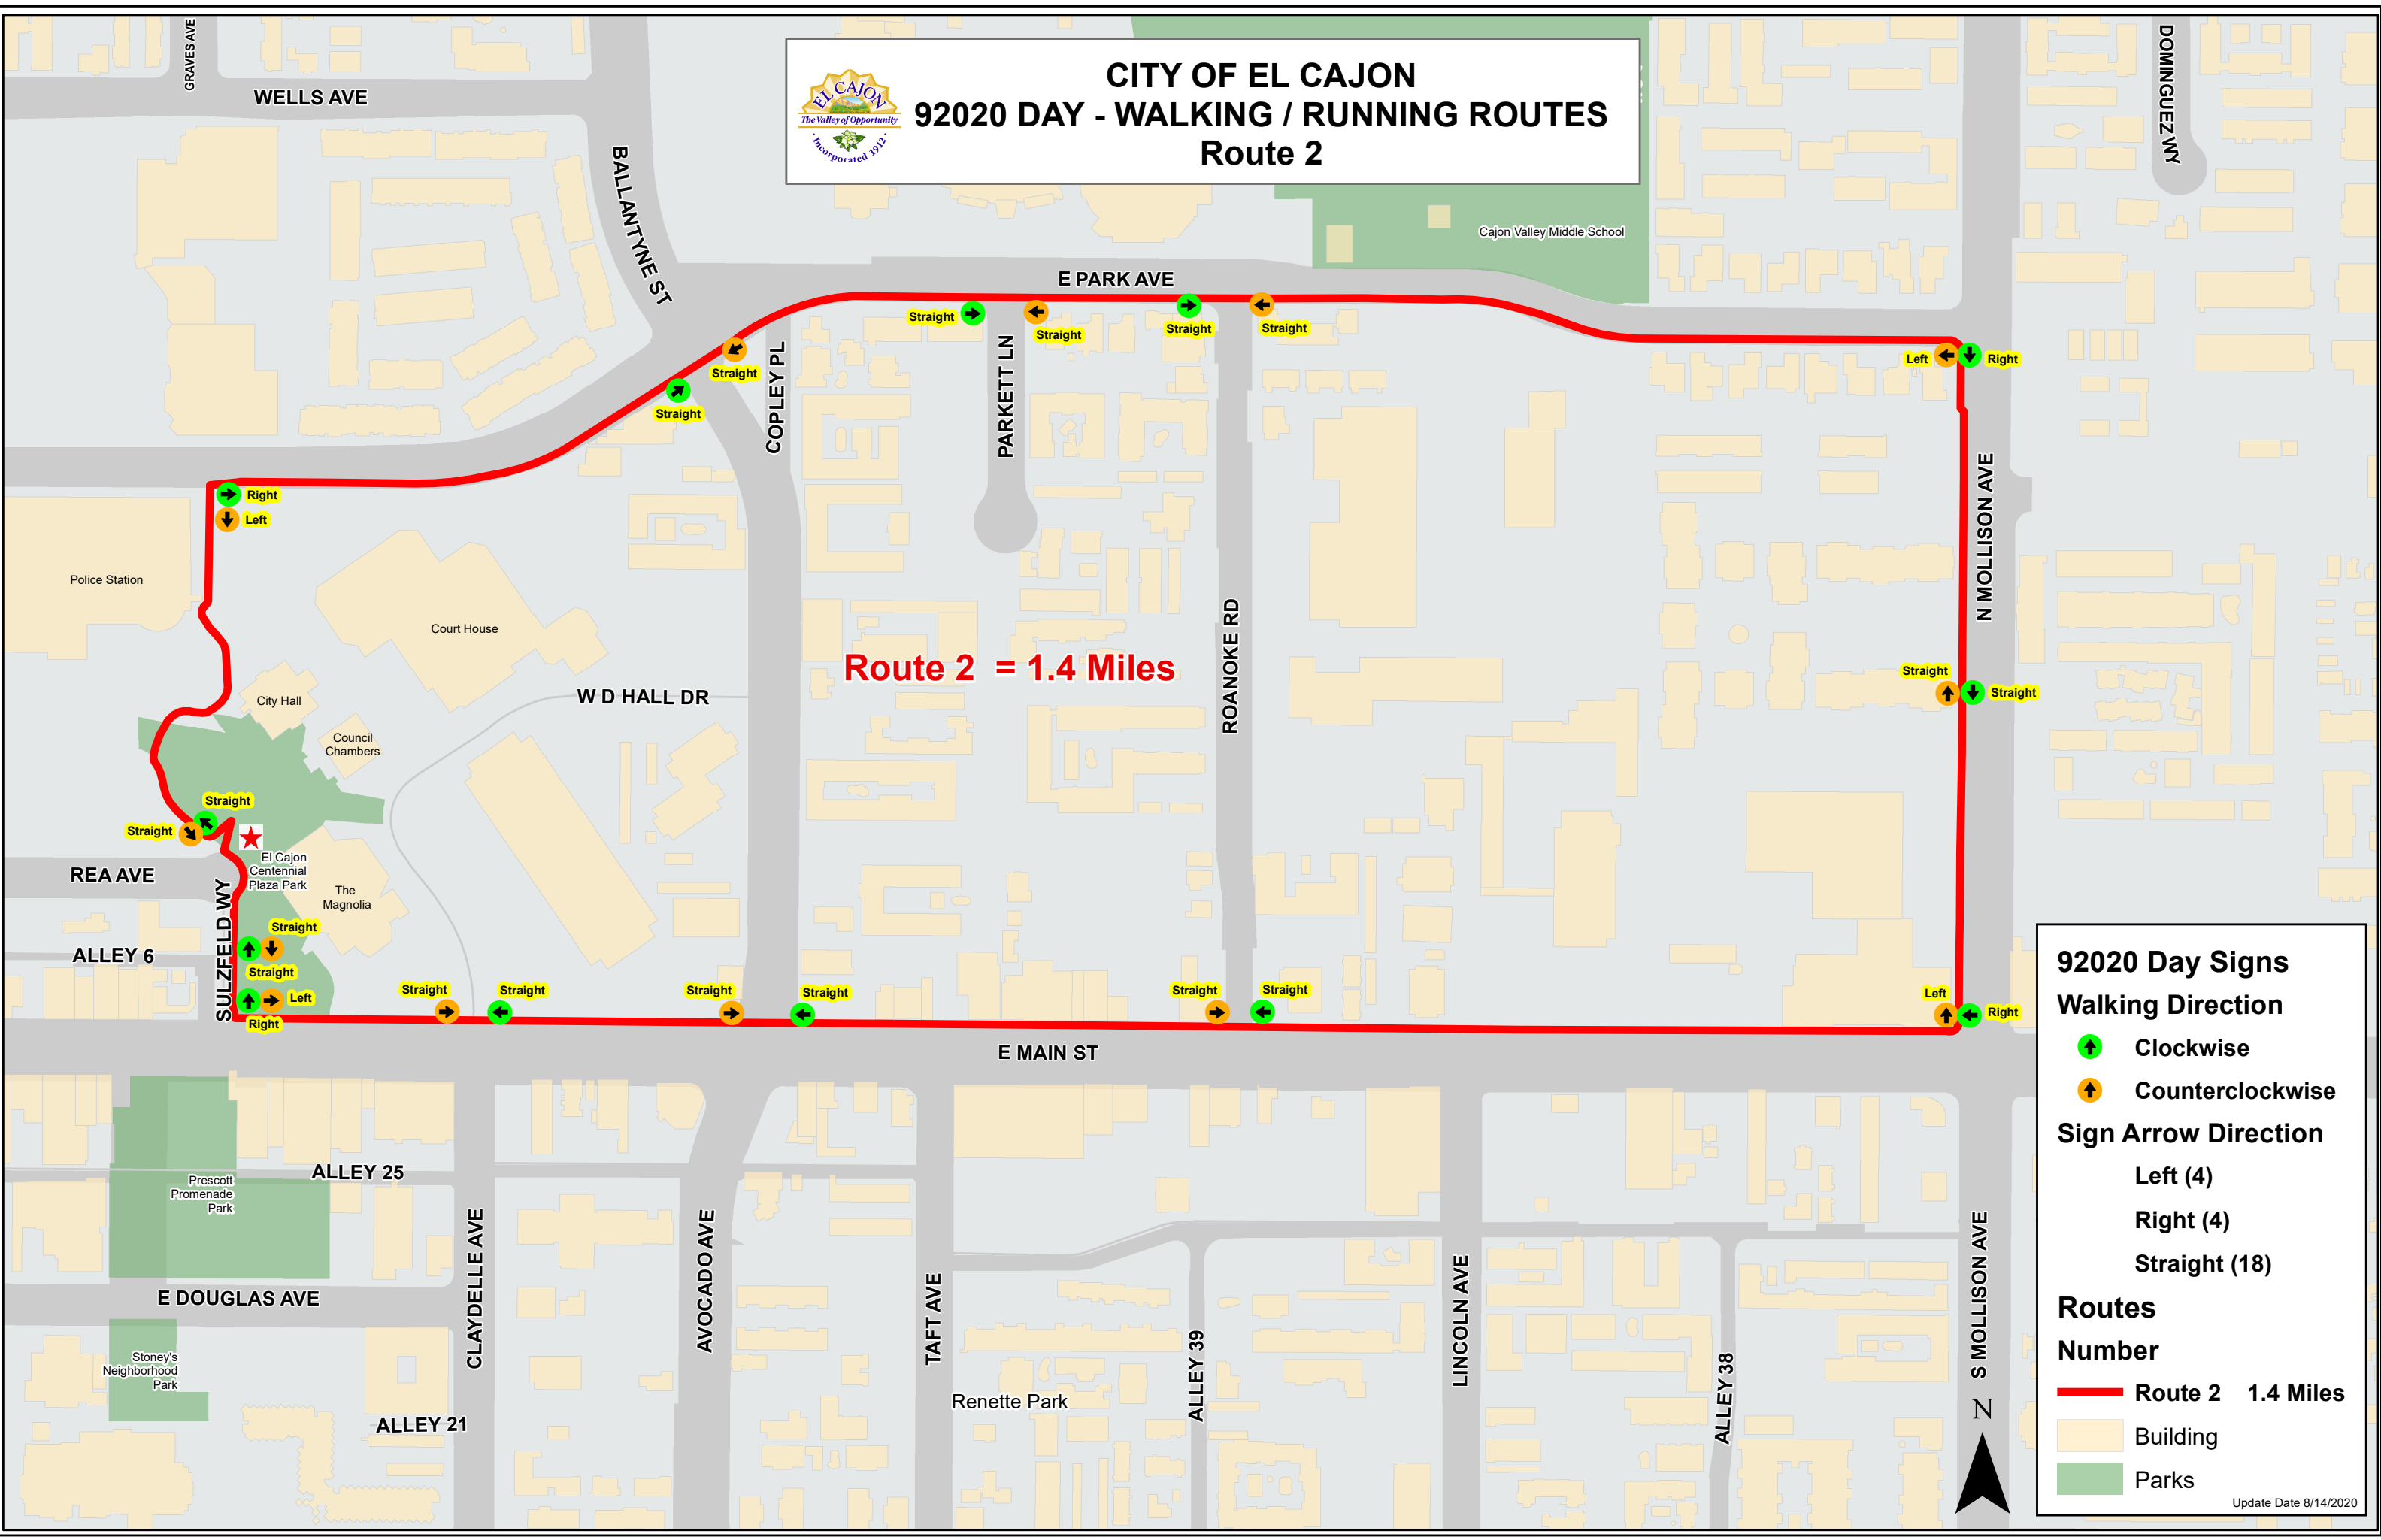 CITY OF EL CAJON
92020 DAY - WALKING / RUNNING ROUTES
Route 2
EL CAJON
The Valley of Opportunity
Incorporated 1912
GRAVES AVE
WELLS AVE
BALLANTYNE ST
DOMINGUEZ WY
Cajon Valley Middle School
E PARK AVE
Straight
Straight
Straight
Straight
Straight
Straight
COPLEY PL
PARKETT LN
Left
Right
Right
Left
N MOLLISON AVE
Police Station
Court House
ROANOKE RD
Route 2 = 1.4 Miles
W D HALL DR
City Hall
Council
Chambers
Straight
Straight
Straight
Straight
El Cajon
Centennial
Plaza Park
REA AVE
The
Magnolia
SULZFELD WY
Straight
ALLEY 6
Straight
Left
Right
Straight
Straight
Straight
Straight
Straight
Straight
Left
Right
E MAIN ST
ALLEY 25
Prescott
Promenade
Park
CLAYDELLE AVE
AVOCADO AVE
TAFT AVE
ALLEY 39
LINCOLN AVE
ALLEY 38
S MOLLISON AVE
E DOUGLAS AVE
Stoney's
Neighborhood
Park
Renette Park
ALLEY 21
N
92020 Day Signs
Walking Direction
Clockwise
Counterclockwise
Sign Arrow Direction
Left (4)
Right (4)
Straight (18)
Routes
Number
Route 2 1.4 Miles
Building
Parks
Update Date 8/14/2020